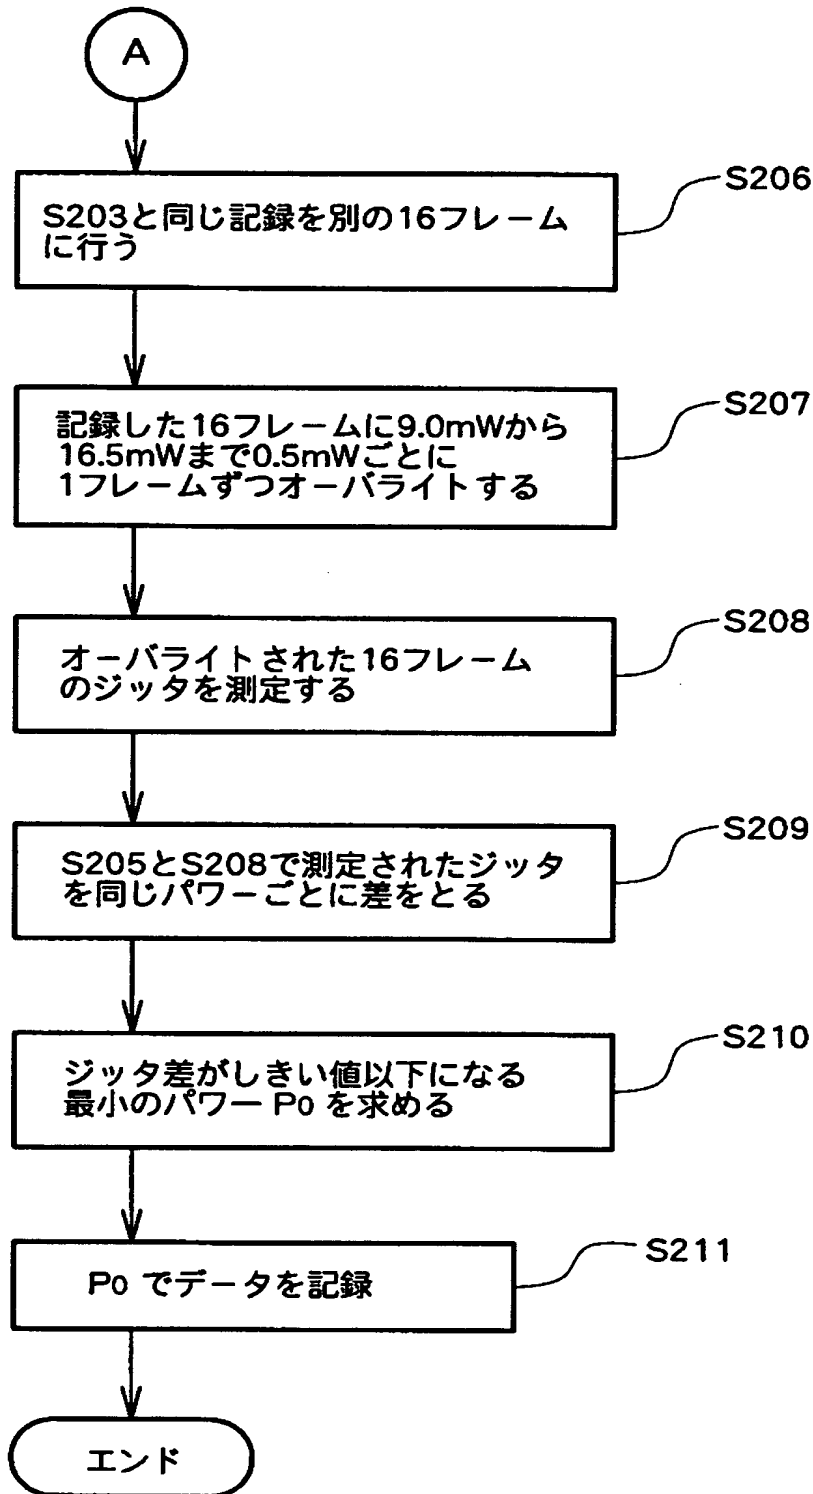 A
S206
S203と同じ記録を別の16フレーム
に行う
S207
記録した16フレームに9.0mWから
16.5mWまで0.5mWごとに
1フレームずつオーバライトする
S208
オーバライトされた16フレーム
のジッタを測定する
S209
S205とS208で測定されたジッタ
を同じパワーごとに差をとる
S210
ジッタ差がしきい値以下になる
最小のパワー P0 を求める
S211
P0 でデータを記録
エンド